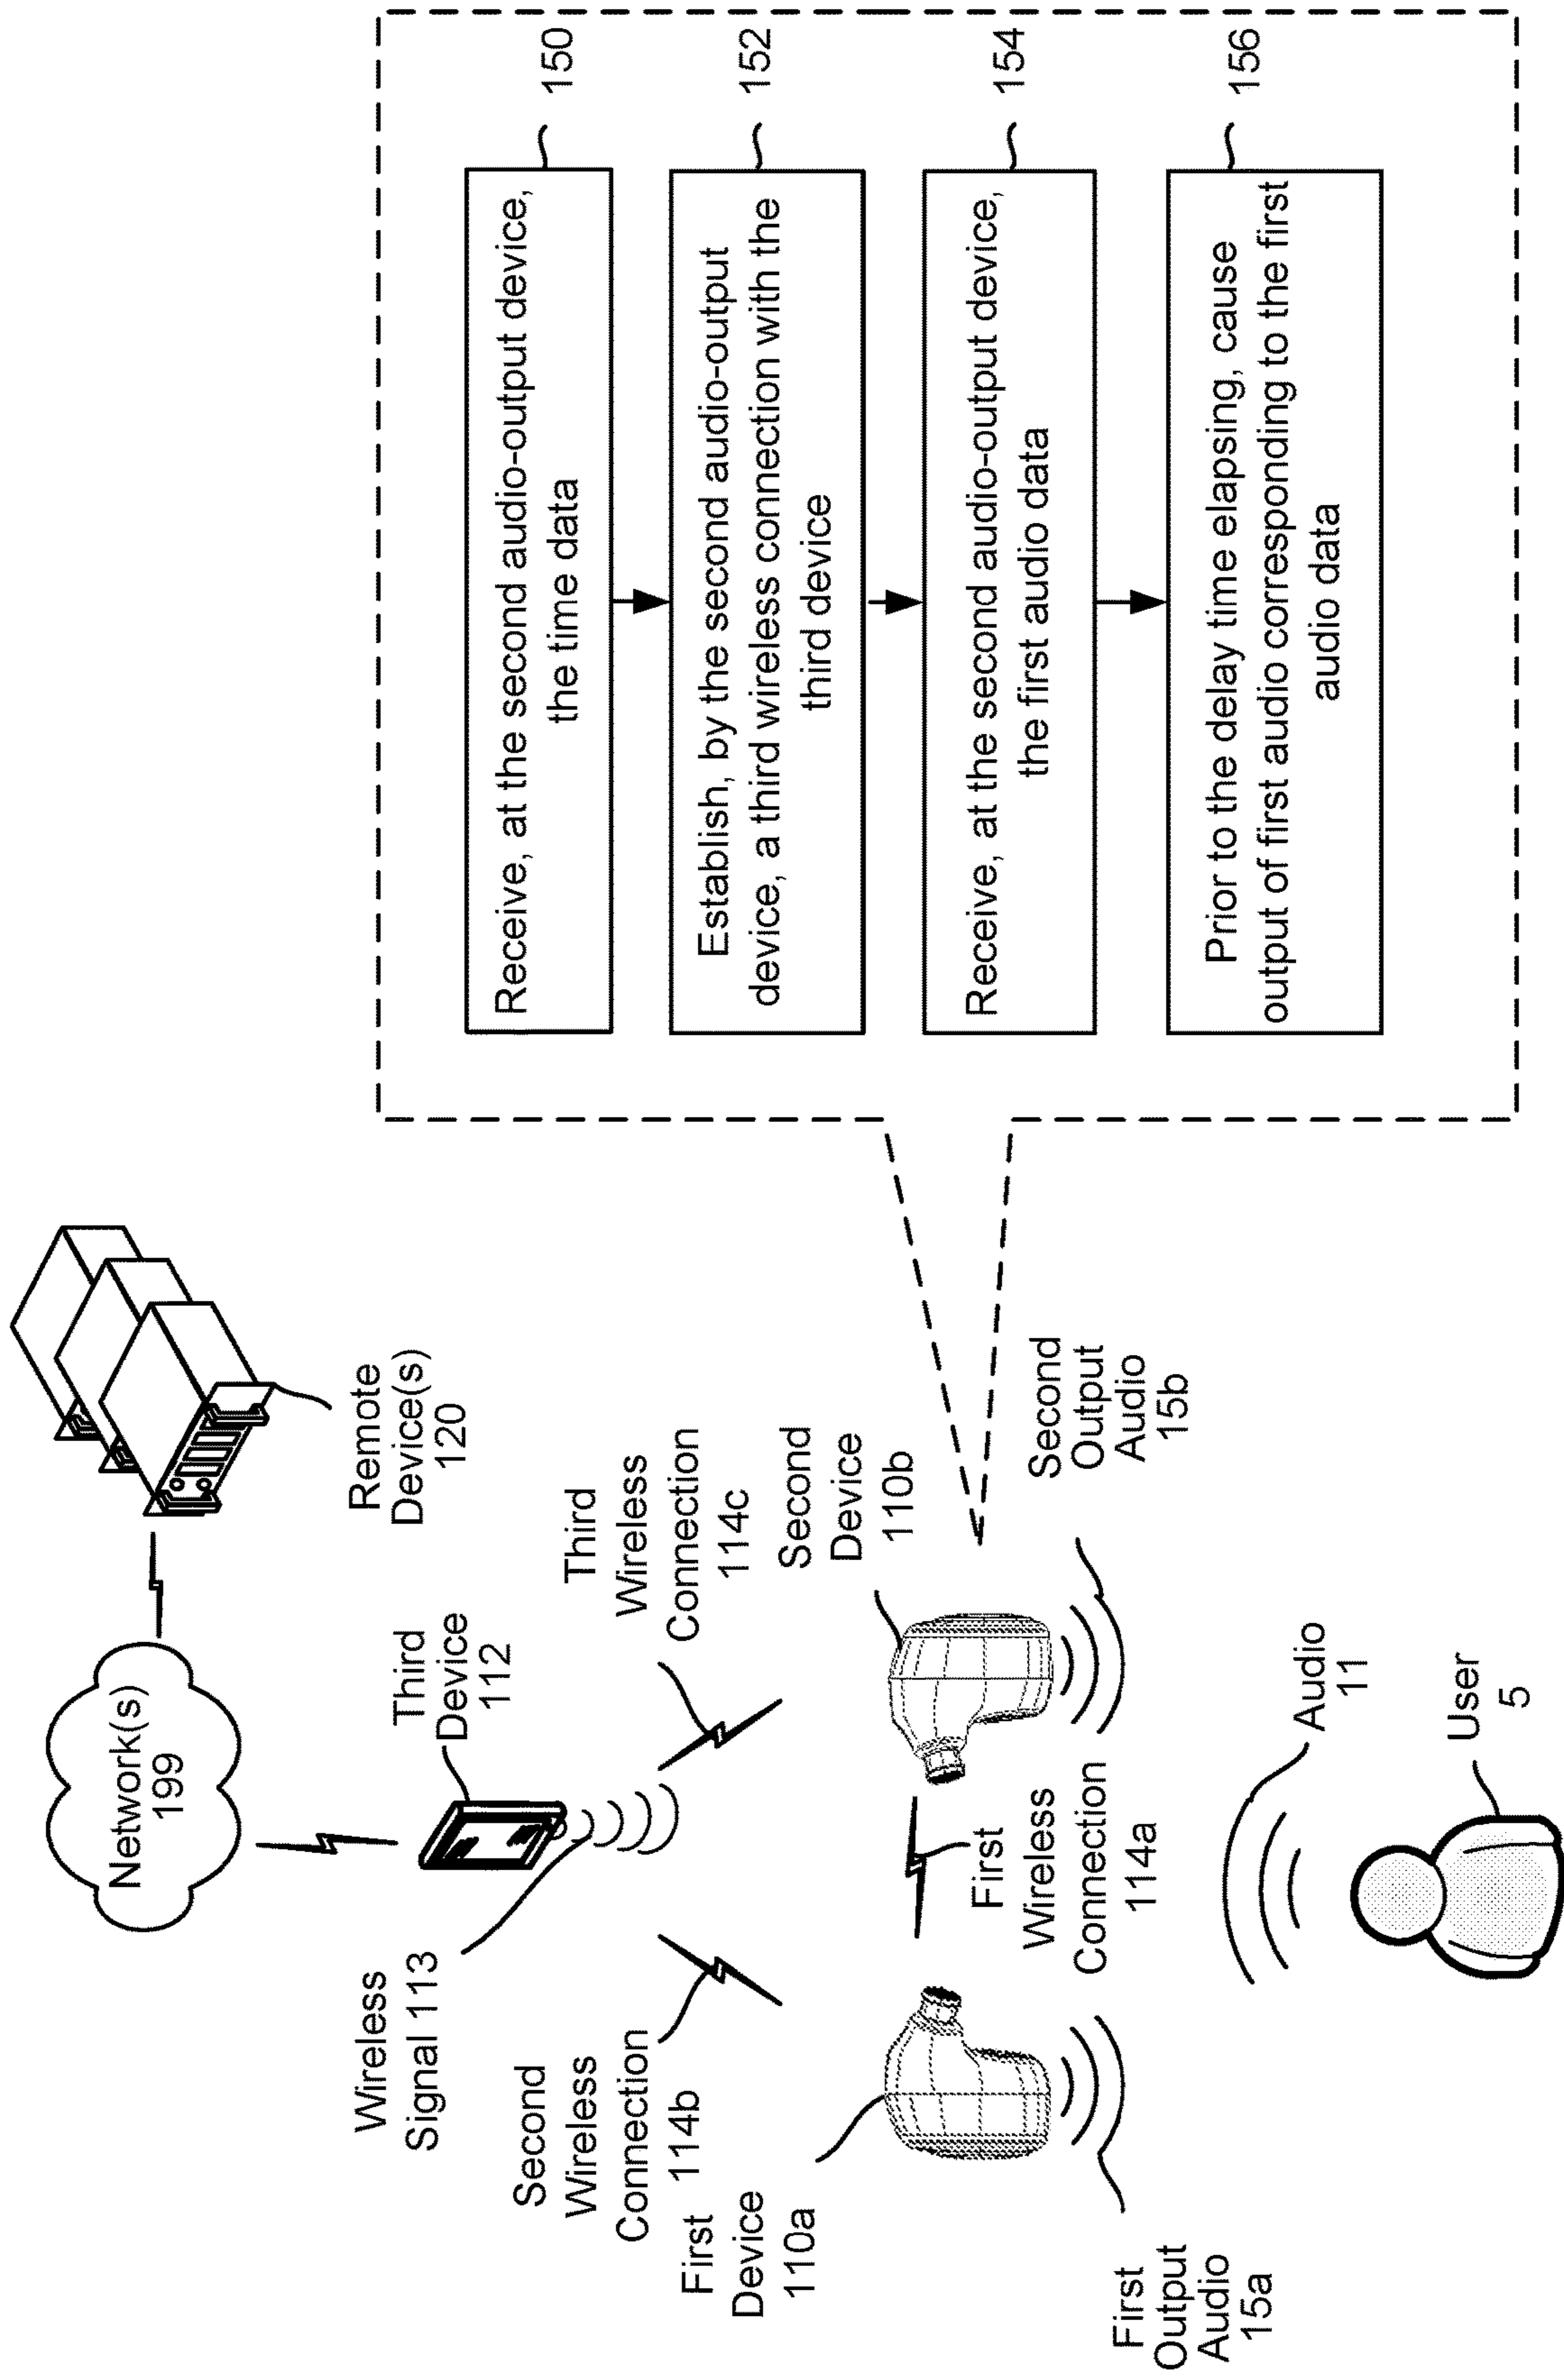 Remote
Device(s)
120
Network(s)
199
Third
Device
112
Wireless
Signal 113
Second
Wireless
Connection
114b
Third
Wireless
Connection
114c
First
Device
110a
Second
Device
110b
First
Wireless
Connection
114a
First
Output
Audio
15a
Second
Output
Audio
15b
Audio
11
User
5
Receive, at the second audio-output device,
the time data
150
Establish, by the second audio-output
device, a third wireless connection with the
third device
152
Receive, at the second audio-output device,
the first audio data
154
Prior to the delay time elapsing, cause
output of first audio corresponding to the first
audio data
156